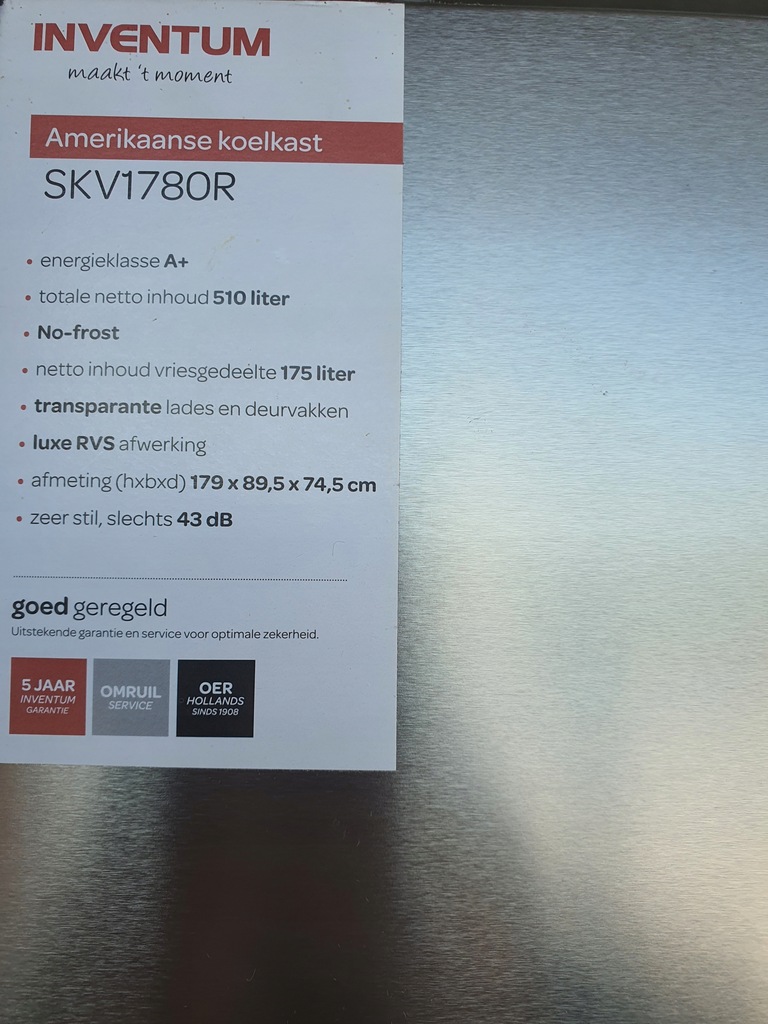 INVENTUM
maakt 't moment
Amerikaanse koelkast
SKV1780R
• energieklasse A+
• totale netto inhoud 510 liter
• No-frost
• netto inhoud vriesgedeelte 175 liter
• transparante lades en deurvakken
• luxe RVS afwerking
• afmeting (hxbxd) 179 x 89,5 x 74,5 cm
• zeer stil, slechts 43 dB
goed geregeld
Uitstekende garantie en service voor optimale zekerheid.
5 JAAR
INVENTUM
GARANTIE
OMRUIL
SERVICE
OER
HOLLANDS
SINDS 1908